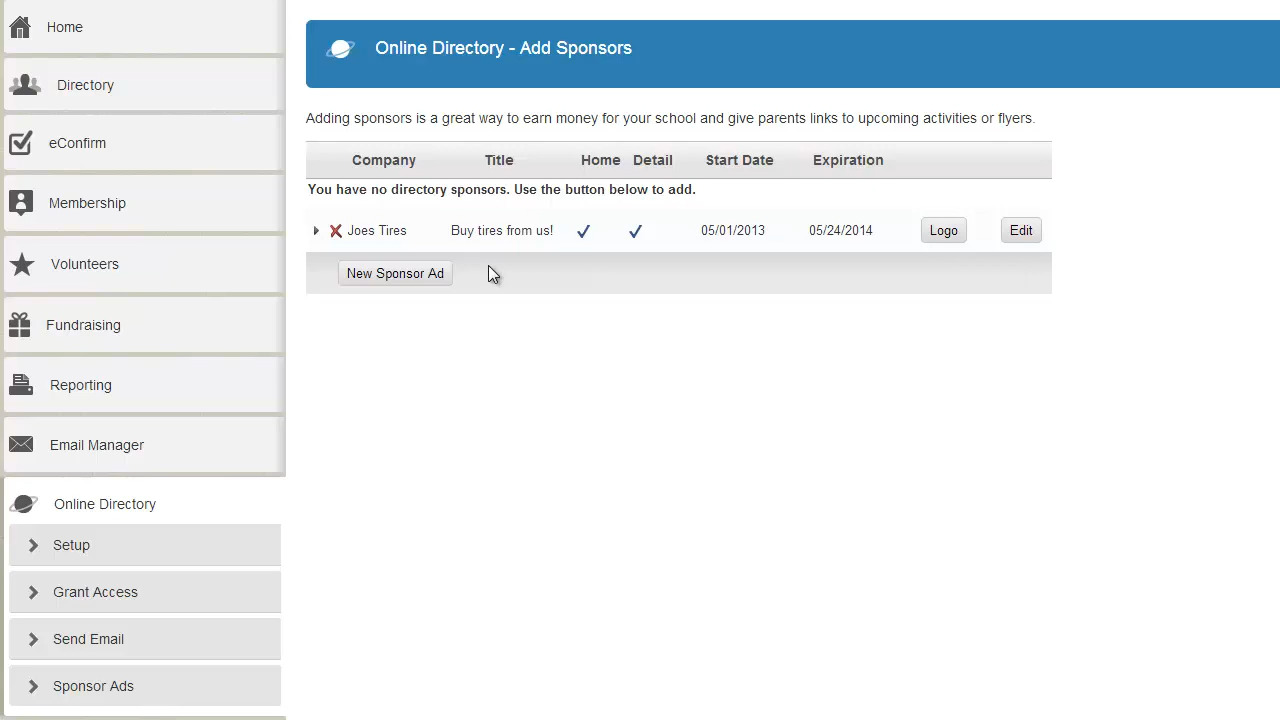 Home
Directory
eConfirm
Membership
Volunteers
Fundraising
Reporting
Email Manager
Online Directory
Setup
Grant Access
Send Email
Sponsor Ads
Online Directory - Add Sponsors
Adding sponsors is a great way to earn money for your school and give parents links to upcoming activities or flyers.
Company Title Home Detail Start Date Expiration
You have no directory sponsors. Use the button below to add.
Joes Tires Buy tires from us! 05/01/2013 05/24/2014 Logo Edit
New Sponsor Ad